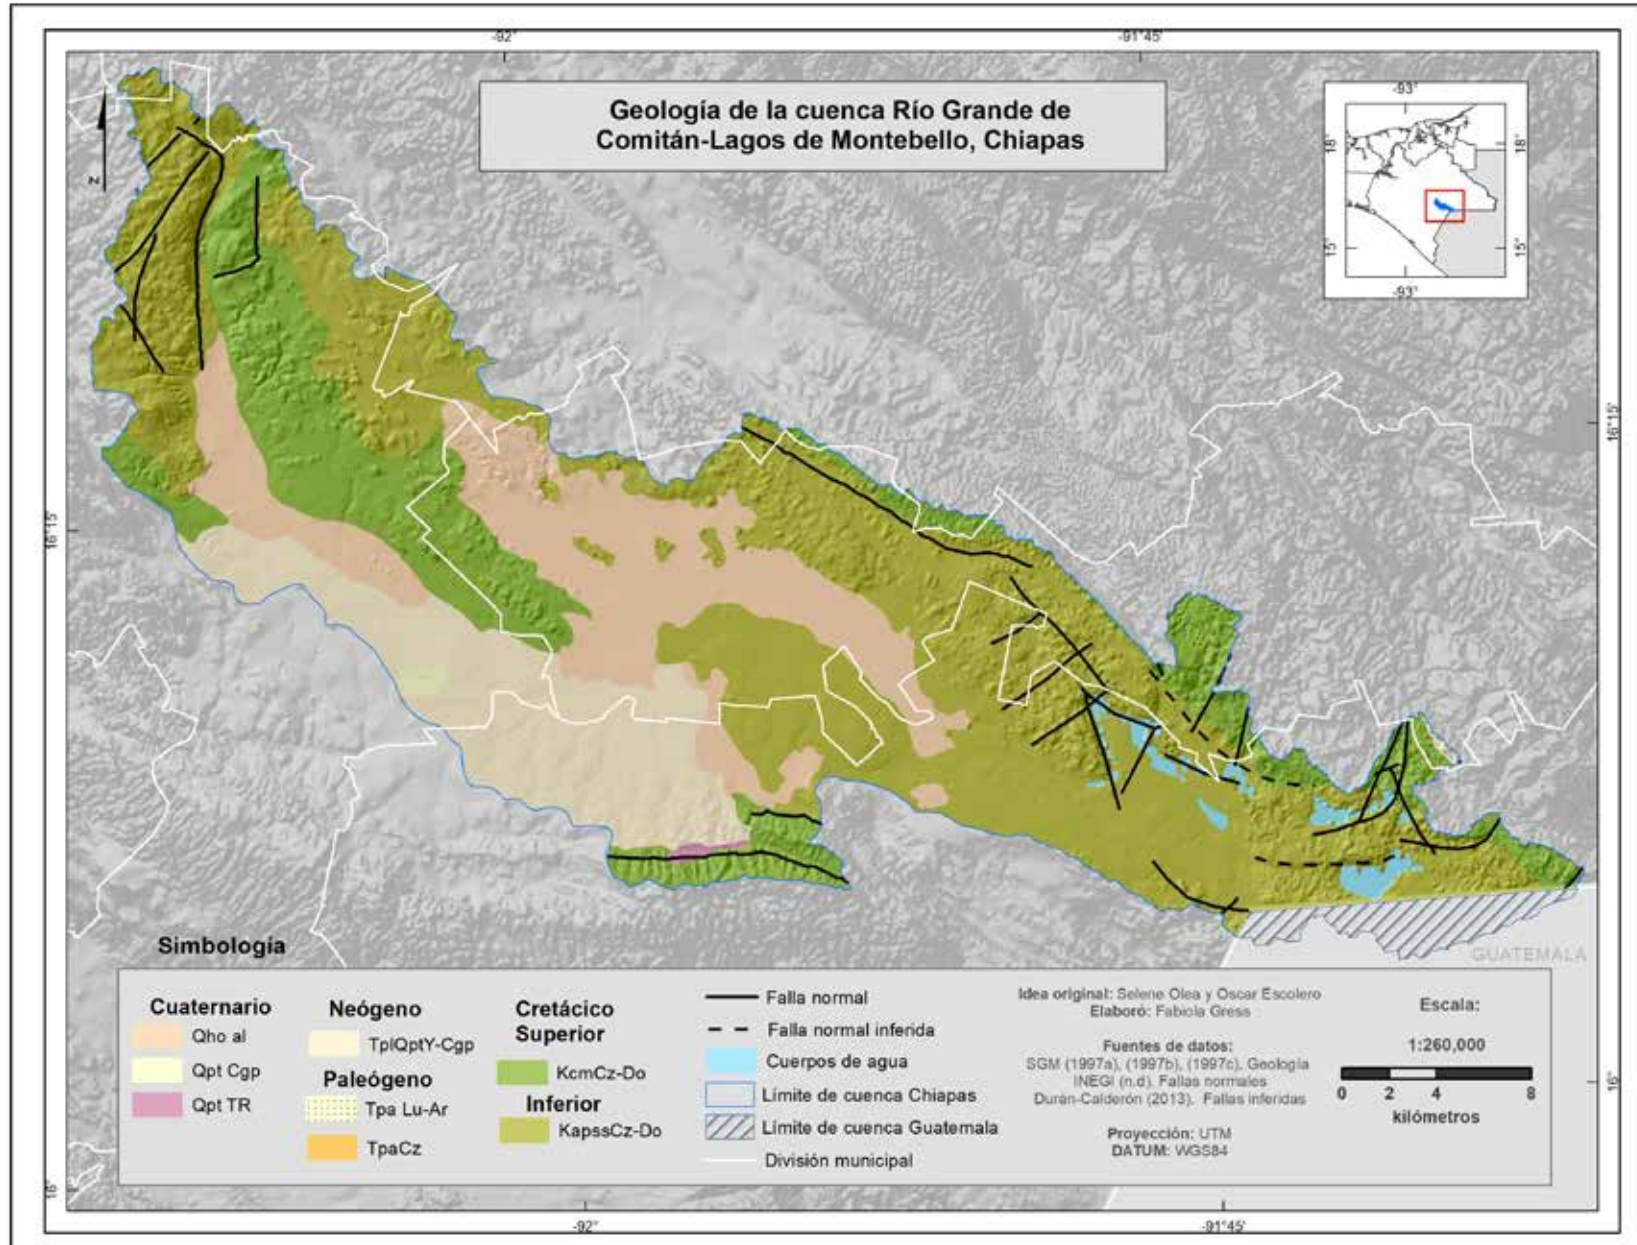 -92°
-91°45'
Geología de la cuenca Río Grande de
Comitán-Lagos de Montebello, Chiapas
-93°
18°
18°
15°
15°
-93°
N
16°15'
16°15'
GUATEMALA
Simbología
Cuaternario
Qho al
Qpt Cgp
Qpt TR
Neógeno
TplQptY-Cgp
Paleógeno
Tpa Lu-Ar
TpaCz
Cretácico
Superior
KcmCz-Do
Inferior
KapssCz-Do
Falla normal
Falla normal inferida
Cuerpos de agua
Límite de cuenca Chiapas
Límite de cuenca Guatemala
División municipal
Idea original: Selene Olea y Oscar Escolero
Elaboró: Fabiola Gress
Fuentes de datos:
SGM (1997a), (1997b), (1997c), Geología
INEGI (n.d). Fallas normales
Durán-Calderón (2013). Fallas inferidas
Proyección: UTM
DATUM: WGS84
Escala:
1:260,000
0 2 4 8
kilómetros
16°
16°
-92°
-91°45'